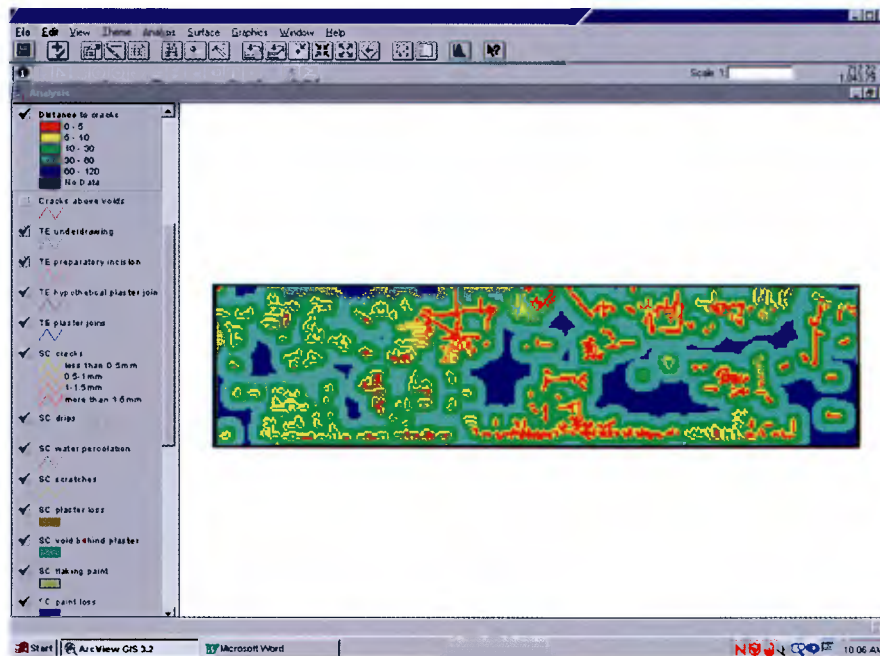 Edit View Theme Analysis Surface Graphics Window Help
Scale 1:
Analysis
Distance to cracks
0 - 5
5 - 10
10 - 30
30 - 60
60 - 120
No Data
Cracks above voids
TE underdrawing
TE preparatory incision
TE hypothetical plaster join
TE plaster joins
SC cracks
less than 0.5mm
0.5-1mm
1-1.5mm
more than 1.5mm
SC drips
SC water percolation
SC scratches
SC plaster loss
SC void behind plaster
SC flaking paint
SC paint loss
Start
ArcView GIS 3.2
Microsoft Word
10:06 AM